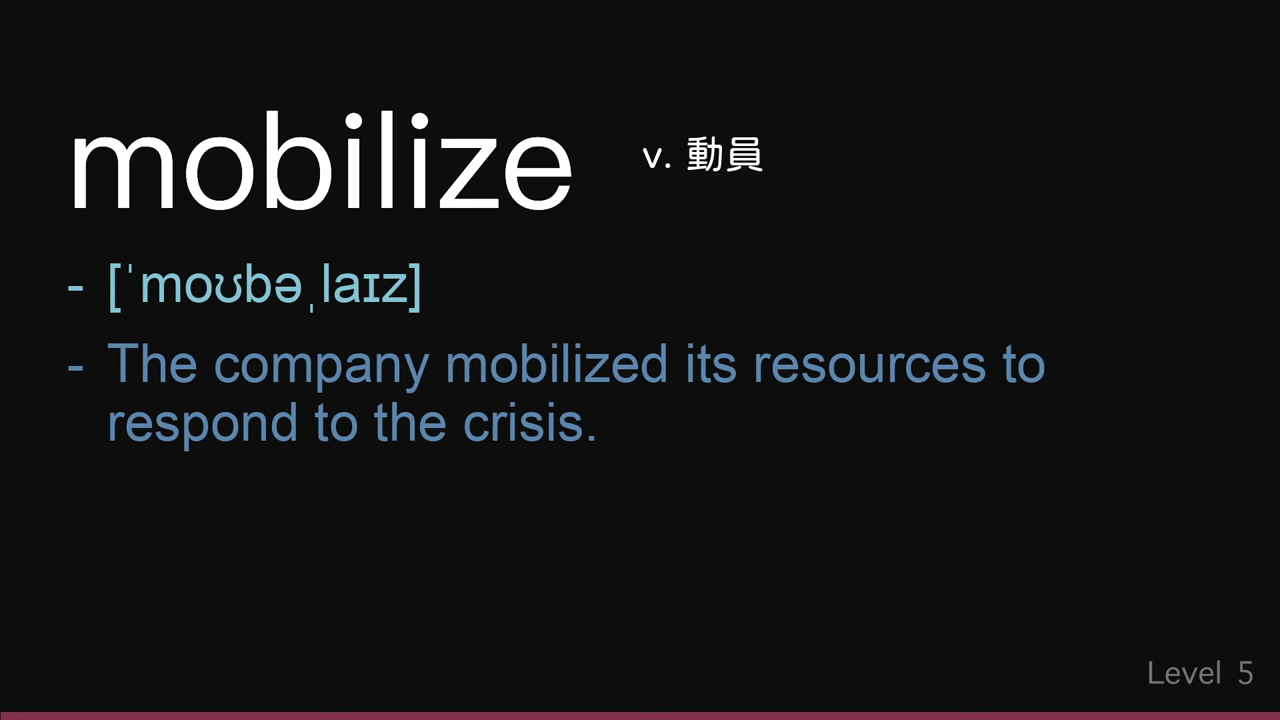 mobilize v. 動員
- [ˈmoʊbəˌlaɪz]
- The company mobilized its resources to
respond to the crisis.
Level 5